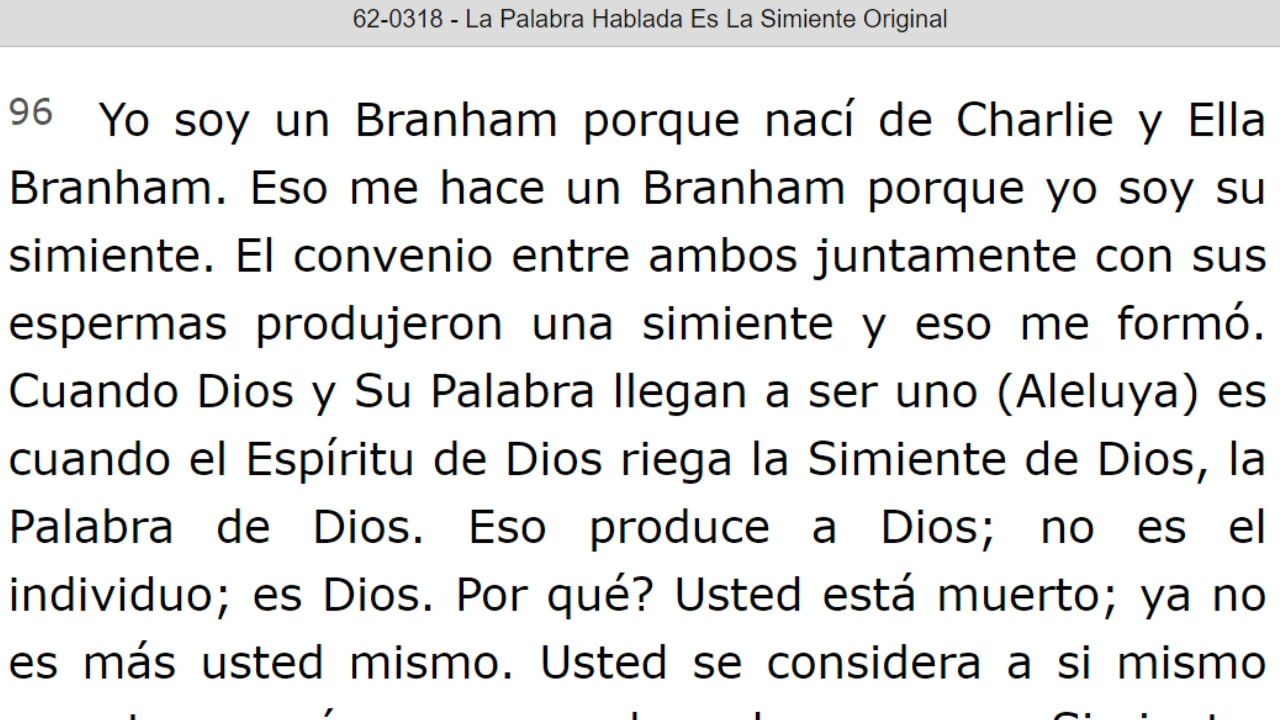 62-0318 - La Palabra Hablada Es La Simiente Original
96 Yo soy un Branham porque nací de Charlie y Ella
Branham. Eso me hace un Branham porque yo soy su
simiente. El convenio entre ambos juntamente con sus
espermas produjeron una simiente y eso me formó.
Cuando Dios y Su Palabra llegan a ser uno (Aleluya) es
cuando el Espíritu de Dios riega la Simiente de Dios, la
Palabra de Dios. Eso produce a Dios; no es el
individuo; es Dios. Por qué? Usted está muerto; ya no
es más usted mismo. Usted se considera a si mismo